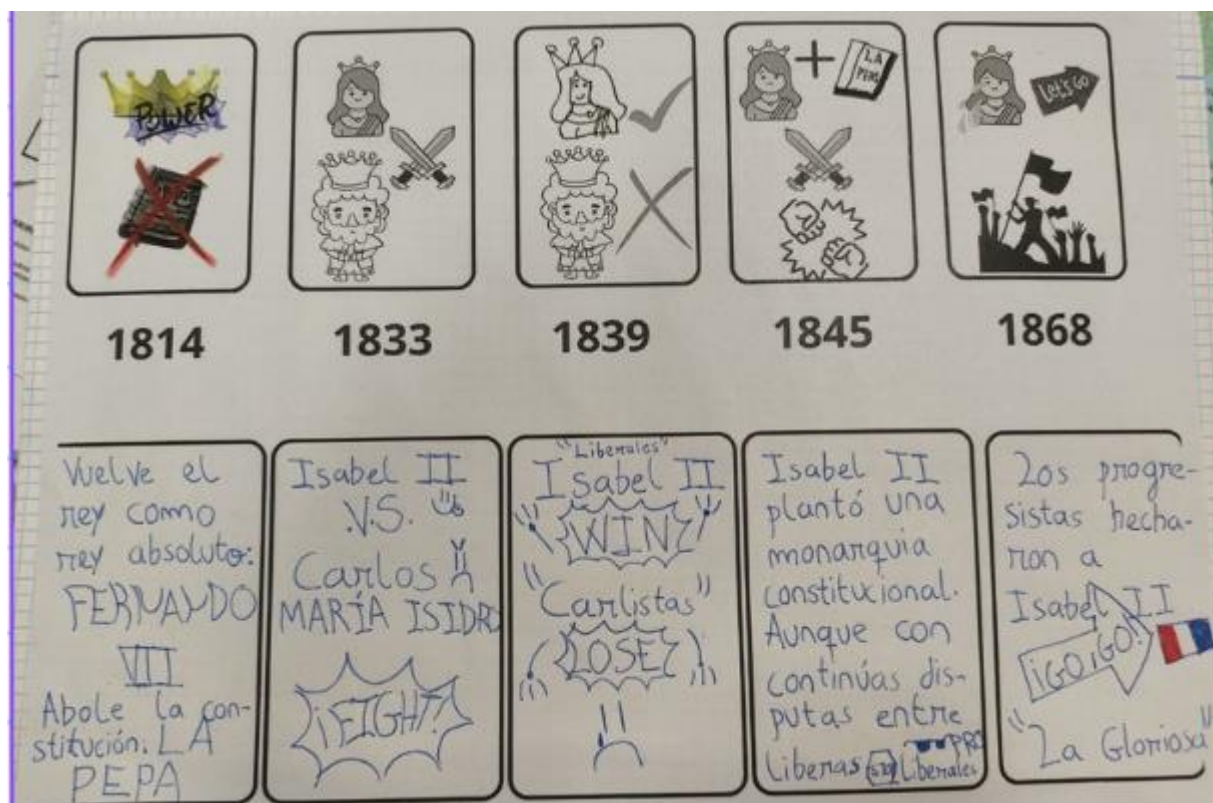 POWER
LA
PEPA
Let's GO
1814
1833
1839
1845
1868
Vuelve el
rey como
rey absoluto:
FERNANDO
VII
Abole la con-
stitución. LA
PEPA
Isabel II
.V.S.
Carlos
MARÍA ISIDRO
¡FIGHT!
"Liberales"
Isabel II
WIN
"Carlistas"
LOSE
Isabel II
plantó una
monarquia
constitucional.
Aunque con
continúas dis-
putas entre
PRO
Liberas Liberales
Los progre-
sistas hecha-
ron a
Isabel II
¡GO, GO!
"La Gloriosa"